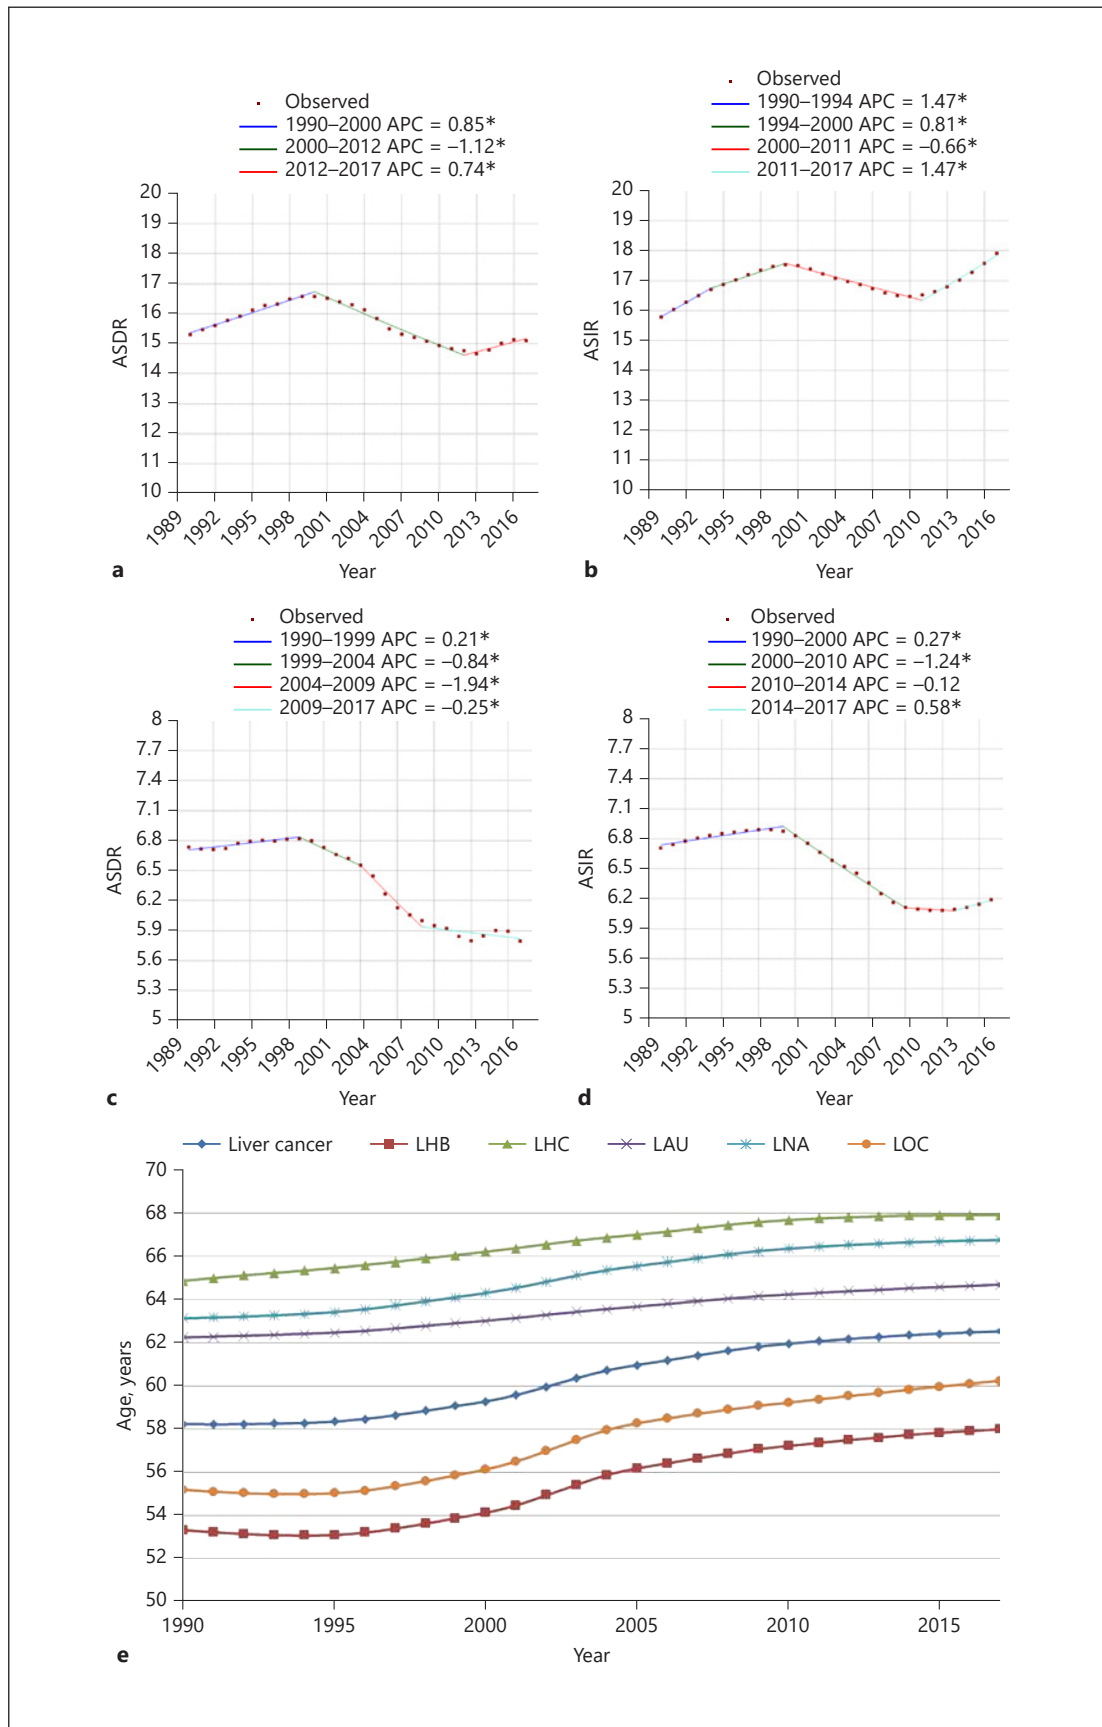 Observed
1990–2000 APC = 0.85*
2000–2012 APC = –1.12*
2012–2017 APC = 0.74*
20
19
18
17
16
15
14
13
12
11
10
ASDR
1989
1992
1995
1998
2001
2004
2007
2010
2013
2016
Year
a
Observed
1990–1994 APC = 1.47*
1994–2000 APC = 0.81*
2000–2011 APC = –0.66*
2011–2017 APC = 1.47*
20
19
18
17
16
15
14
13
12
11
10
ASIR
1989
1992
1995
1998
2001
2004
2007
2010
2013
2016
Year
b
Observed
1990–1999 APC = 0.21*
1999–2004 APC = –0.84*
2004–2009 APC = –1.94*
2009–2017 APC = –0.25*
8
7.7
7.4
7.1
6.8
6.5
6.2
5.9
5.6
5.3
5
ASDR
1989
1992
1995
1998
2001
2004
2007
2010
2013
2016
Year
c
Observed
1990–2000 APC = 0.27*
2000–2010 APC = –1.24*
2010–2014 APC = –0.12
2014–2017 APC = 0.58*
8
7.7
7.4
7.1
6.8
6.5
6.2
5.9
5.6
5.3
5
ASIR
1989
1992
1995
1998
2001
2004
2007
2010
2013
2016
Year
d
Liver cancer LHB LHC LAU LNA LOC
70
68
66
64
62
60
58
56
54
52
50
Age, years
1990 1995 2000 2005 2010 2015
Year
e